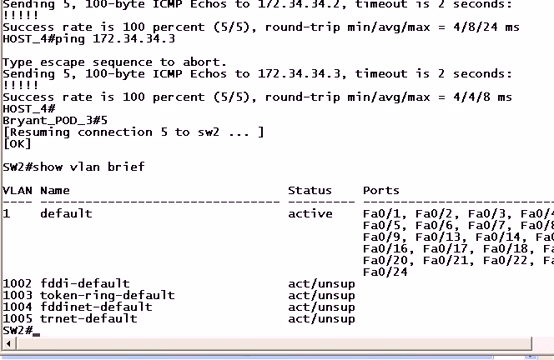 Sending 5, 100-byte ICMP Echos to 172.34.34.2, timeout is 2 seconds:
!!!!!
Success rate is 100 percent (5/5), round-trip min/avg/max = 4/8/24 ms
HOST_4#ping 172.34.34.3
Type escape sequence to abort.
Sending 5, 100-byte ICMP Echos to 172.34.34.3, timeout is 2 seconds:
!!!!!
Success rate is 100 percent (5/5), round-trip min/avg/max = 4/4/8 ms
HOST_4#
Bryant_POD_3#5
[Resuming connection 5 to sw2 ... ]
[OK]
SW2#show vlan brief
VLAN Name Status Ports
---- -------------------------------- --------- -------------------------------
1 default active Fa0/1, Fa0/2, Fa0/3, Fa0/4
Fa0/5, Fa0/6, Fa0/7, Fa0/8
Fa0/9, Fa0/13, Fa0/14, Fa0/
Fa0/16, Fa0/17, Fa0/18, Fa
Fa0/20, Fa0/21, Fa0/22, Fa
Fa0/24
1002 fddi-default act/unsup
1003 token-ring-default act/unsup
1004 fddinet-default act/unsup
1005 trnet-default act/unsup
SW2#_